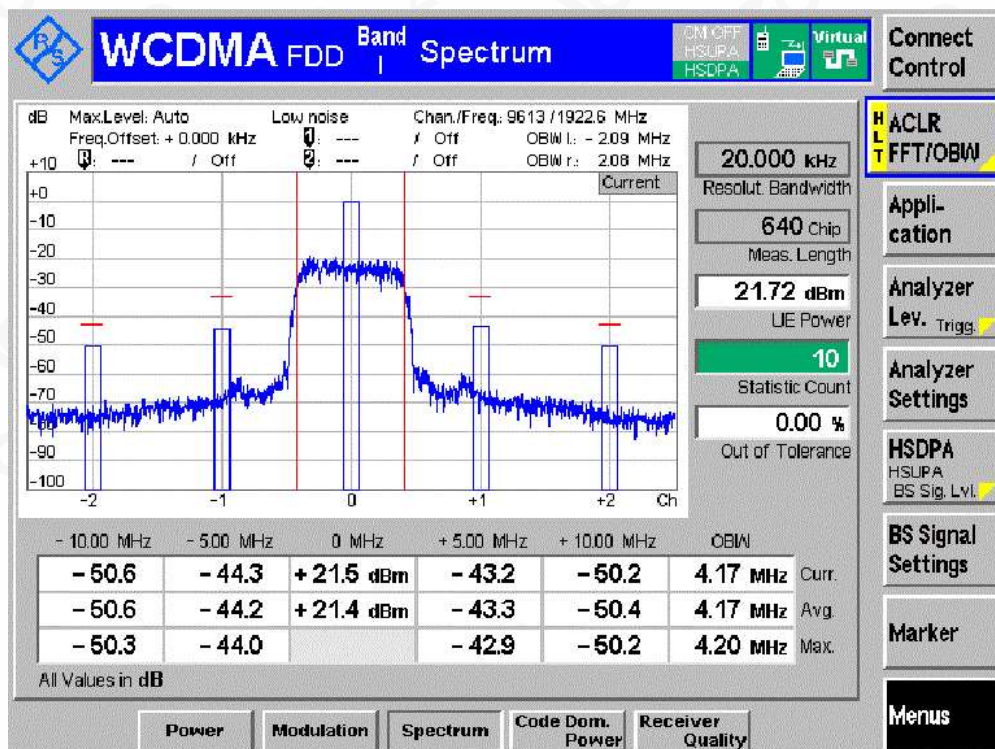 R/S
WCDMA FDD Band I Spectrum
CM OFF
HSUPA
HSDPA
Virtual
Connect Control
dB Max.Level: Auto Low noise Chan./Freq.: 9613 / 1922.6 MHz
Freq.Offset: + 0.000 kHz 1: --- / Off OBW l.: - 2.09 MHz
R: --- / Off 2: --- / Off OBW r.: 2.08 MHz
Current
+10
+0
-10
-20
-30
-40
-50
-60
-70
-90
-100
-2 -1 0 +1 +2 Ch
20.000 kHz
Resolut. Bandwidth
640 Chip
Meas. Length
21.72 dBm
UE Power
10
Statistic Count
0.00 %
Out of Tolerance
HLT
ACLR
FFT/OBW
Appli-
cation
Analyzer
Lev. Trigg.
Analyzer
Settings
HSDPA
HSUPA
BS Sig. Lvl.
BS Signal
Settings
Marker
Menus
- 10.00 MHz - 5.00 MHz 0 MHz + 5.00 MHz + 10.00 MHz OBW
- 50.6 - 44.3 + 21.5 dBm - 43.2 - 50.2 4.17 MHz Curr.
- 50.6 - 44.2 + 21.4 dBm - 43.3 - 50.4 4.17 MHz Avg.
- 50.3 - 44.0 - 42.9 - 50.2 4.20 MHz Max.
All Values in dB
Power Modulation Spectrum Code Dom. Power Receiver Quality